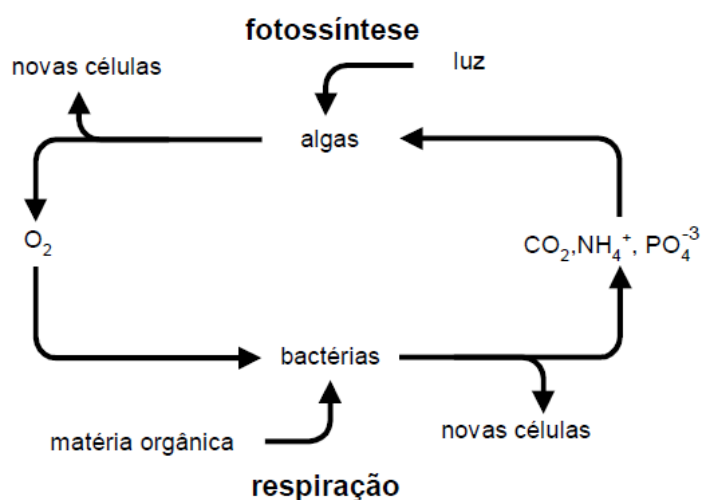 fotossíntese
novas células
luz
algas
O₂
CO₂,NH₄⁺, PO₄⁻³
bactérias
matéria orgânica
novas células
respiração